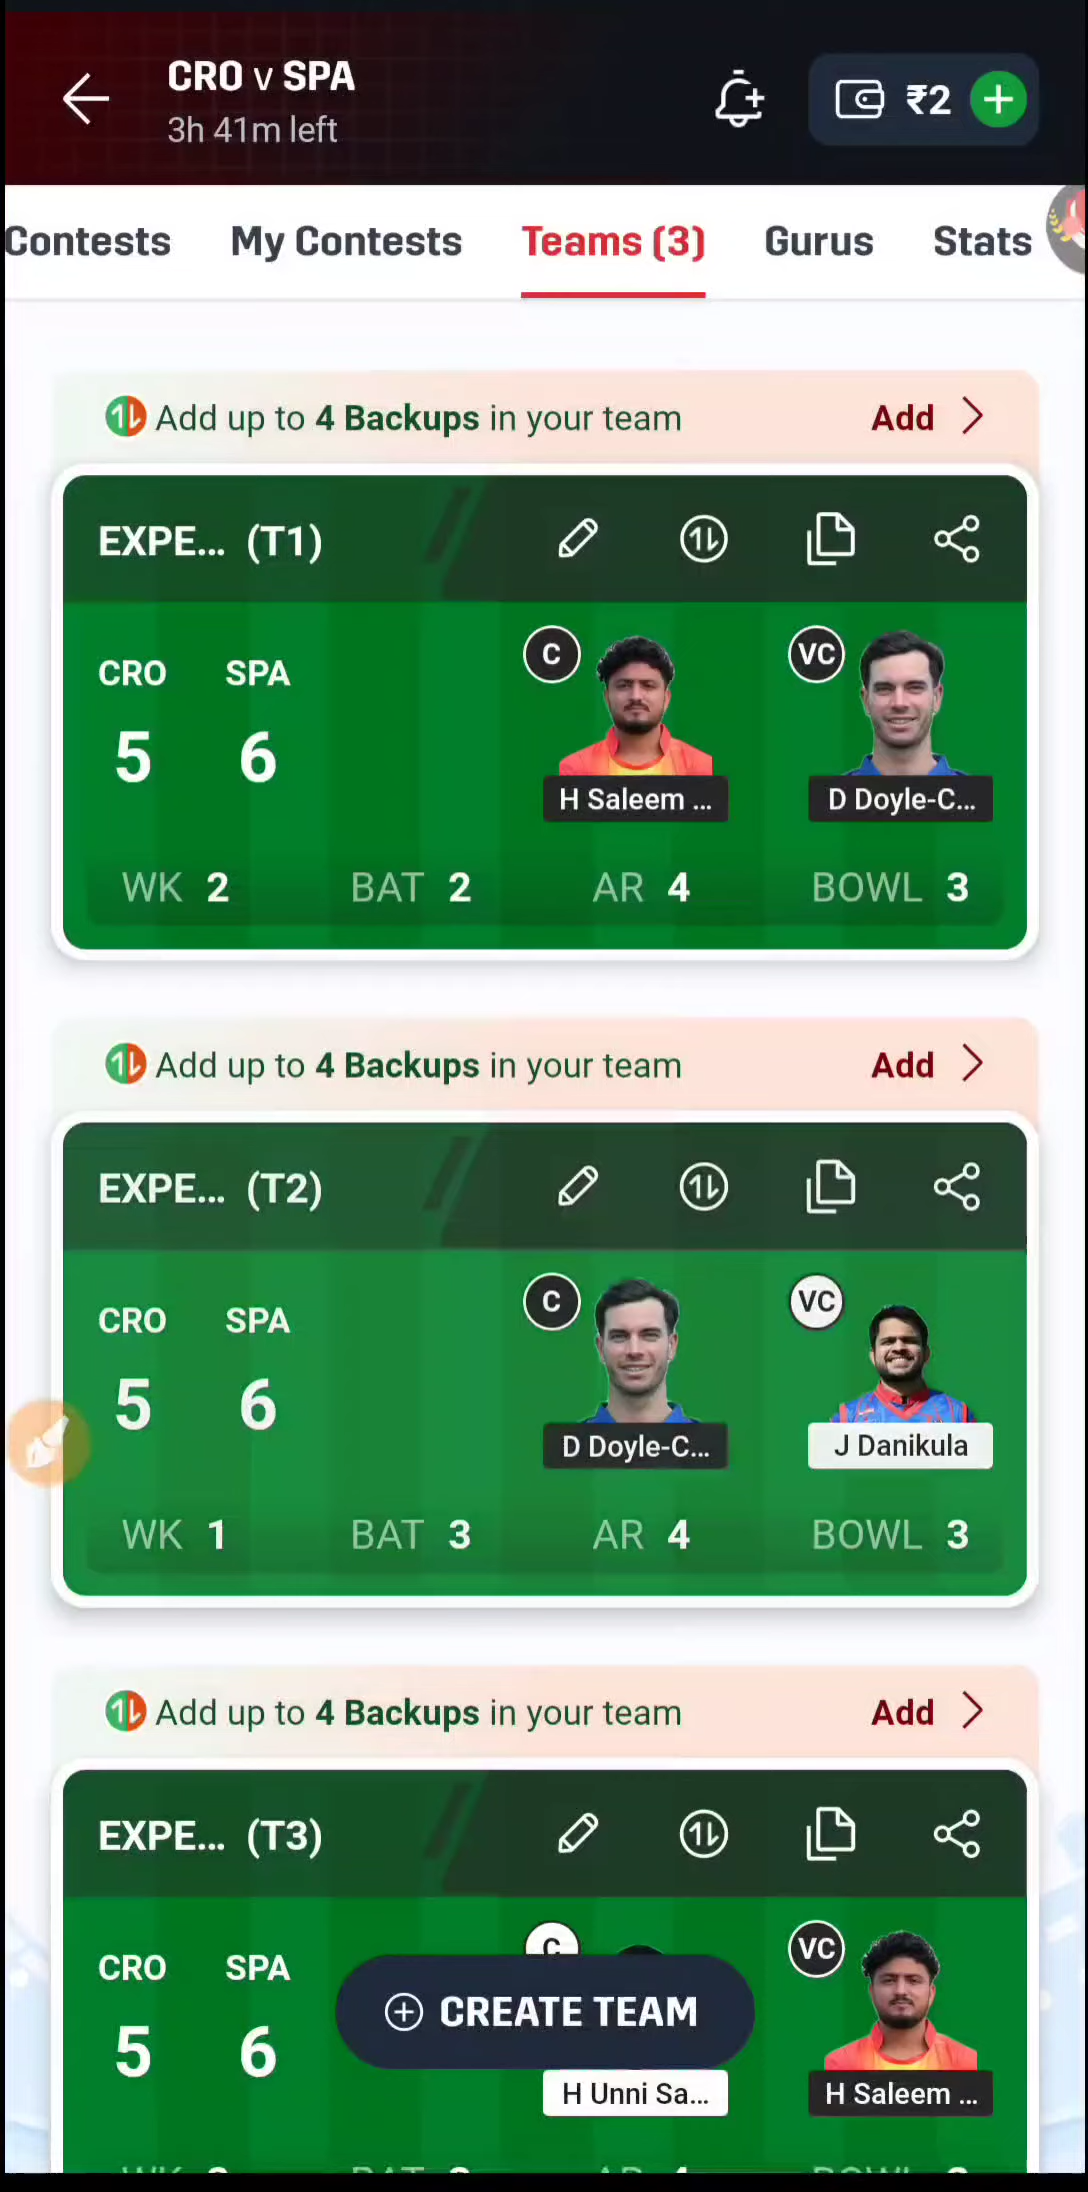 CRO v SPA
3h 41m left
₹2
Contests My Contests Teams (3) Gurus Stats
Add up to 4 Backups in your team Add
EXPE... (T1)
C VC
CRO SPA
5 6
H Saleem ... D Doyle-C...
WK 2 BAT 2 AR 4 BOWL 3
Add up to 4 Backups in your team Add
EXPE... (T2)
C VC
CRO SPA
5 6
D Doyle-C... J Danikula
WK 1 BAT 3 AR 4 BOWL 3
Add up to 4 Backups in your team Add
EXPE... (T3)
C VC
CRO SPA
CREATE TEAM
5 6
H Unni Sa... H Saleem ...